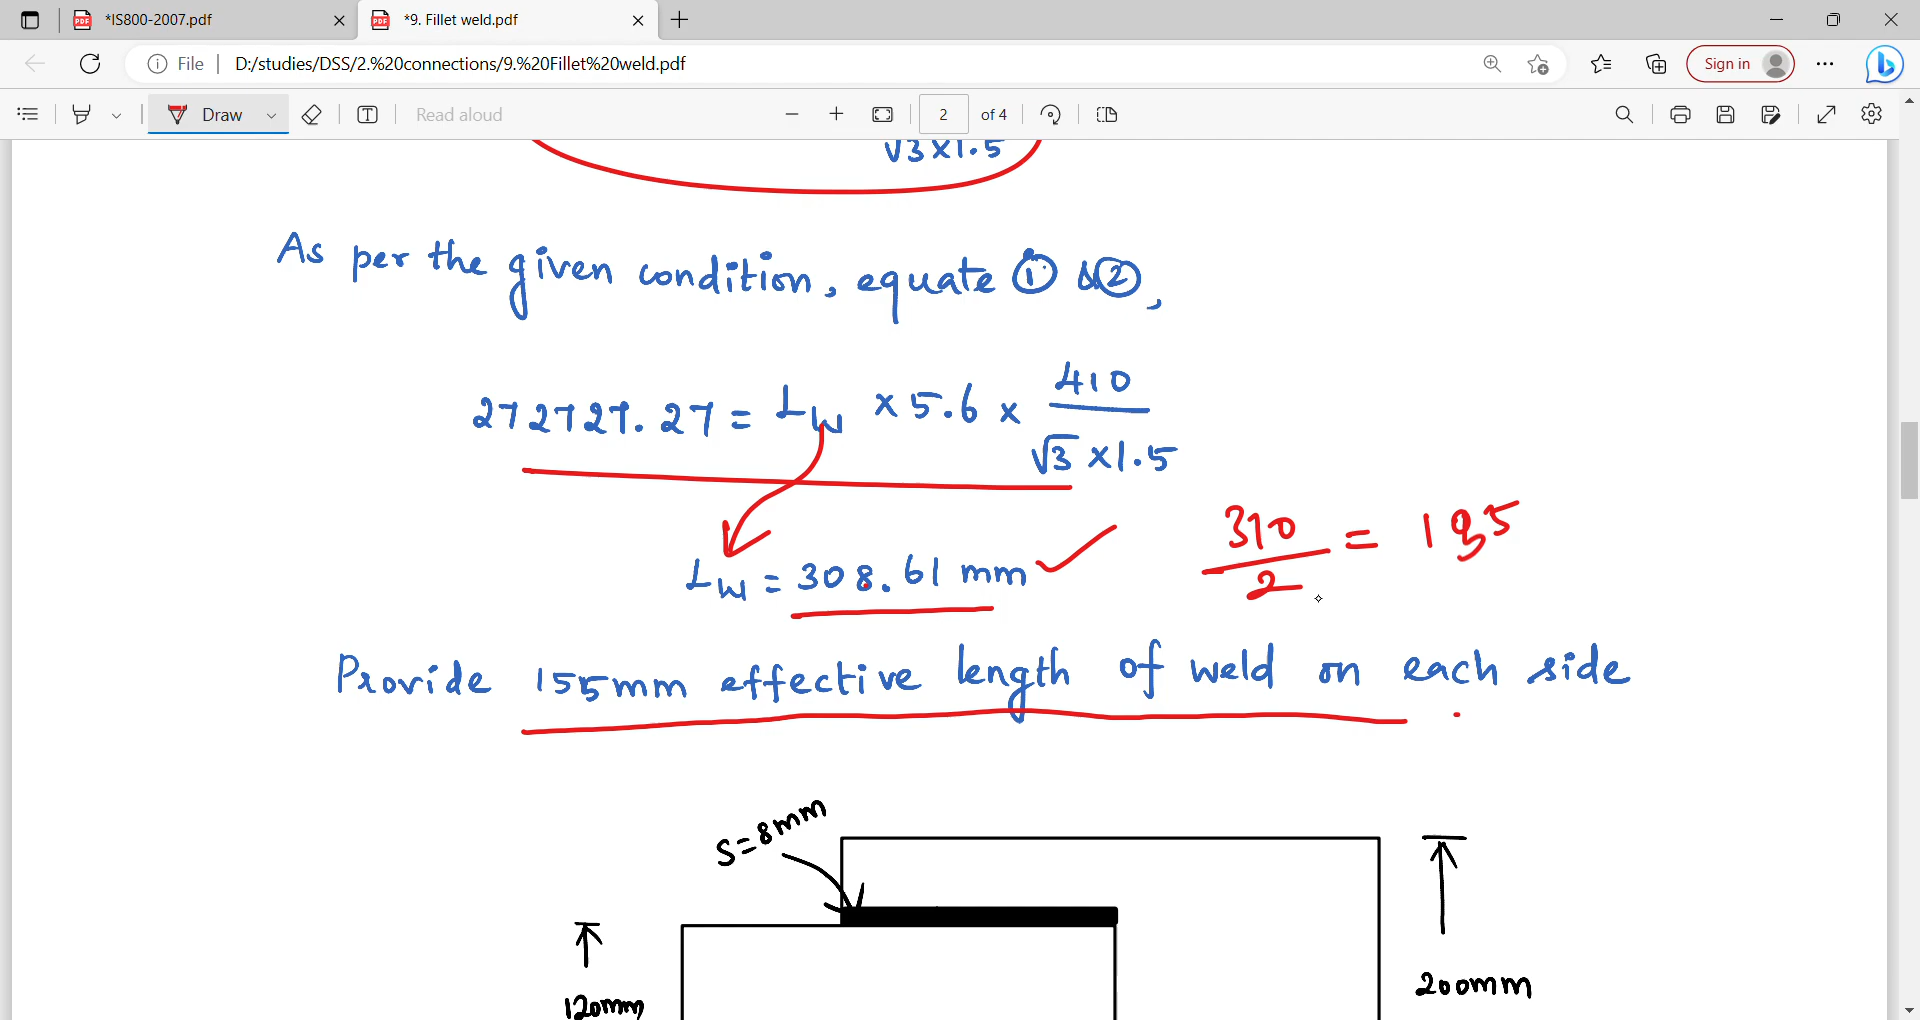 *IS800-2007.pdf
*9. Fillet weld.pdf
File
D:/studies/DSS/2.%20connections/9.%20Fillet%20weld.pdf
Sign in
Draw
Read aloud
2
of 4
√3 x1.5
As per the given condition, equate ① & ②,
272727.27 = Lw x 5.6 x 410
√3 x1.5
310
2
= 155
Lw = 308.61 mm
Provide 155mm effective length of weld on each side
S=8mm
120mm
200mm